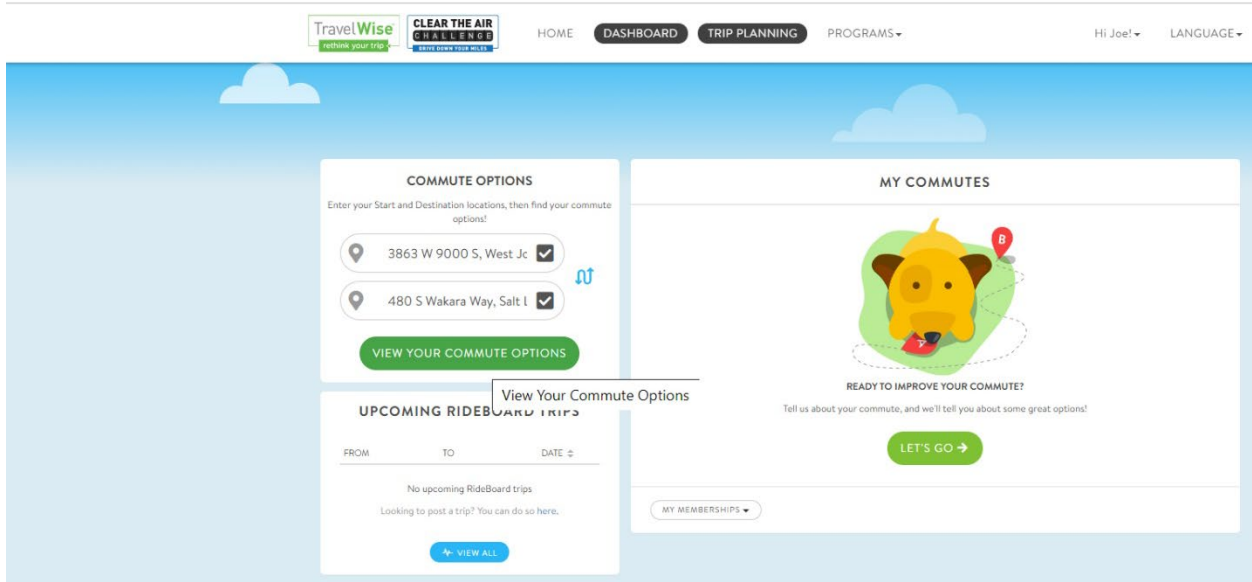 TravelWise
rethink your trip
CLEAR THE AIR
CHALLENGE
DRIVE DOWN YOUR MILES
HOME
DASHBOARD
TRIP PLANNING
PROGRAMS
Hi Joe!
LANGUAGE
COMMUTE OPTIONS
Enter your Start and Destination locations, then find your commute
options!
3863 W 9000 S, West Jc
480 S Wakara Way, Salt L
VIEW YOUR COMMUTE OPTIONS
View Your Commute Options
UPCOMING RIDEBOARD TRIPS
FROM TO DATE
No upcoming RideBoard trips
Looking to post a trip? You can do so here.
VIEW ALL
MY COMMUTES
B
A
READY TO IMPROVE YOUR COMMUTE?
Tell us about your commute, and we'll tell you about some great options!
LET'S GO
MY MEMBERSHIPS